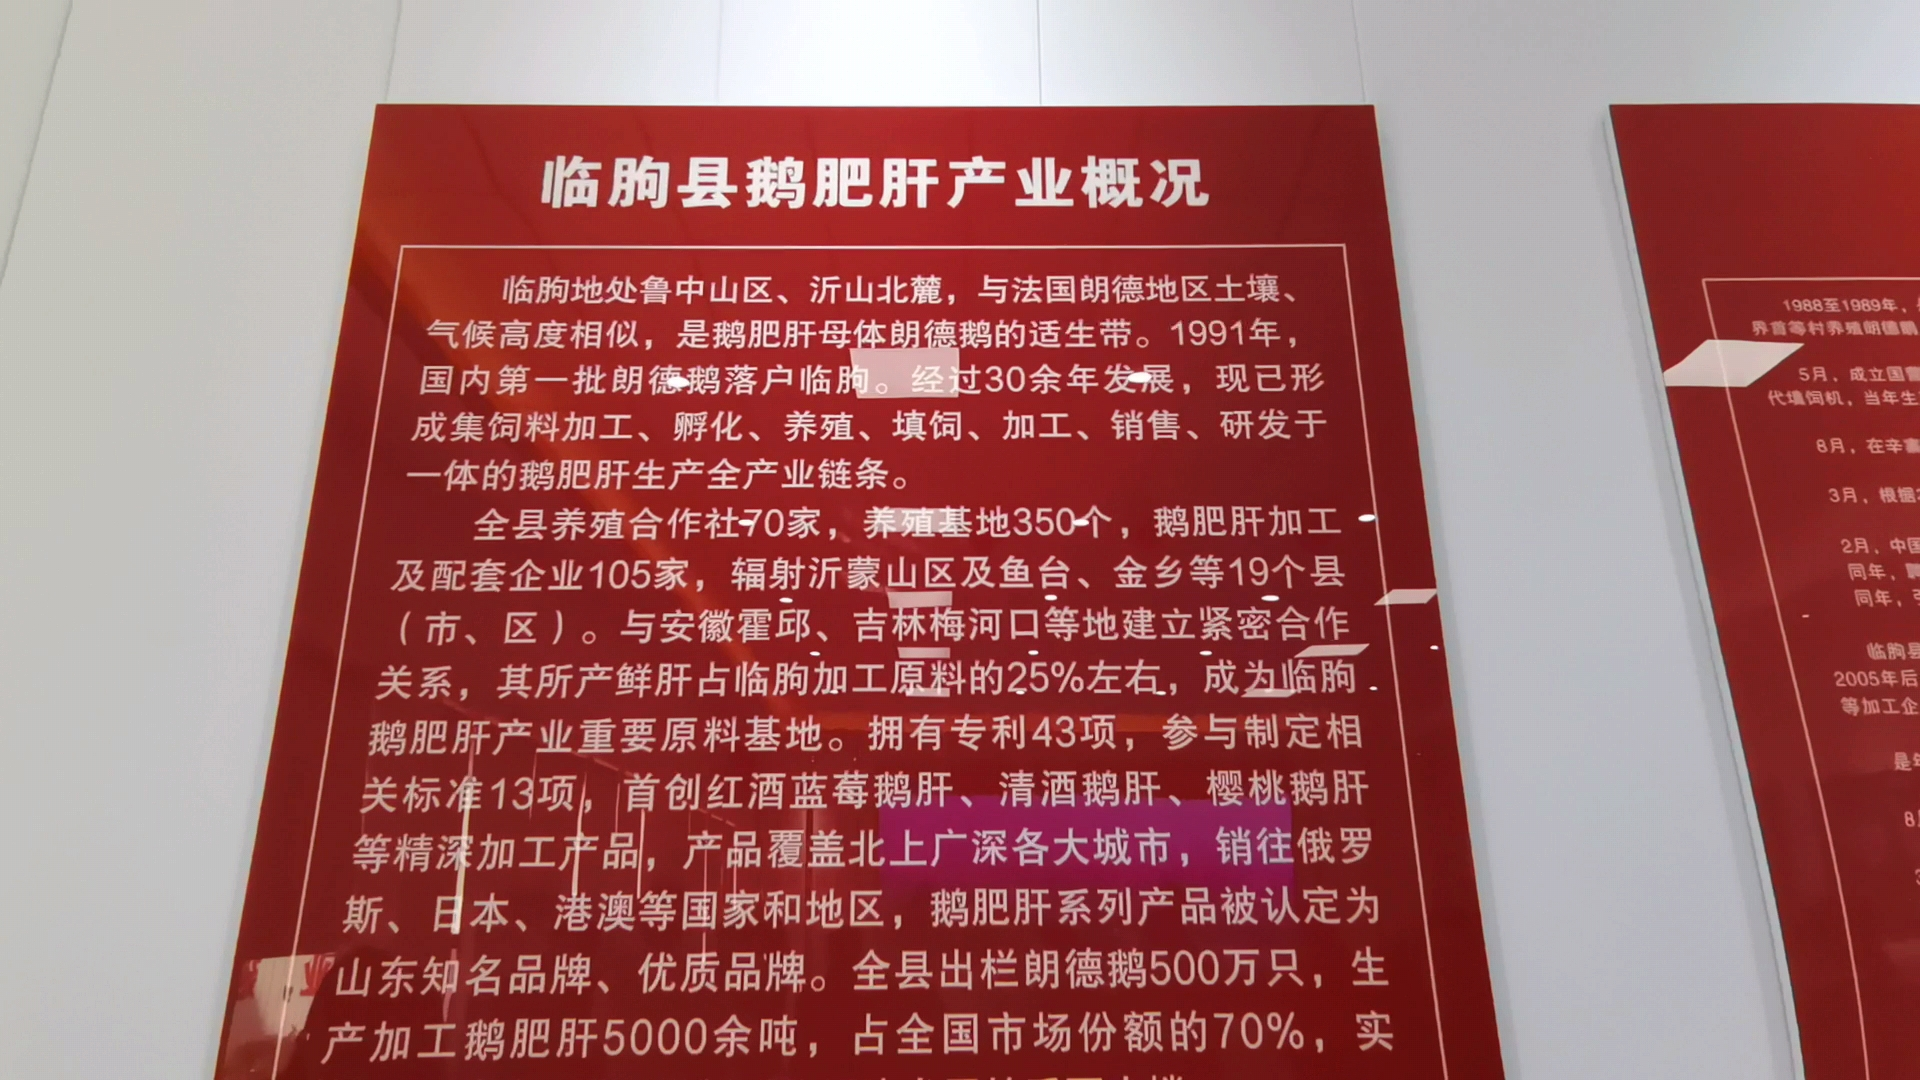 临朐县鹅肥肝产业概况
临朐地处鲁中山区、沂山北麓，与法国朗德地区土壤、
气候高度相似，是鹅肥肝母体朗德鹅的适生带。1991年，
国内第一批朗德鹅落户临朐。经过30余年发展，现已形
成集饲料加工、孵化、养殖、填饲、加工、销售、研发于
一体的鹅肥肝生产全产业链条。
全县养殖合作社70家，养殖基地350个，鹅肥肝加工
及配套企业105家，辐射沂蒙山区及鱼台、金乡等19个县
（市、区）。与安徽霍邱、吉林梅河口等地建立紧密合作
关系，其所产鲜肝占临朐加工原料的25%左右，成为临朐
鹅肥肝产业重要原料基地。拥有专利43项，参与制定相
关标准13项，首创红酒蓝莓鹅肝、清酒鹅肝、樱桃鹅肝
等精深加工产品，产品覆盖北上广深各大城市，销往俄罗
斯、日本、港澳等国家和地区，鹅肥肝系列产品被认定为
山东知名品牌、优质品牌。全县出栏朗德鹅500万只，生
产加工鹅肥肝5000余吨，占全国市场份额的70%，实
1988至1989年，
界首等村养殖朗德鹅
5月，成立国营
代填饲机，当年生
8月，在辛寨
3月，根据
2月，中国
同年，聘
同年，
临朐县
2005年后
等加工企
是年
8月